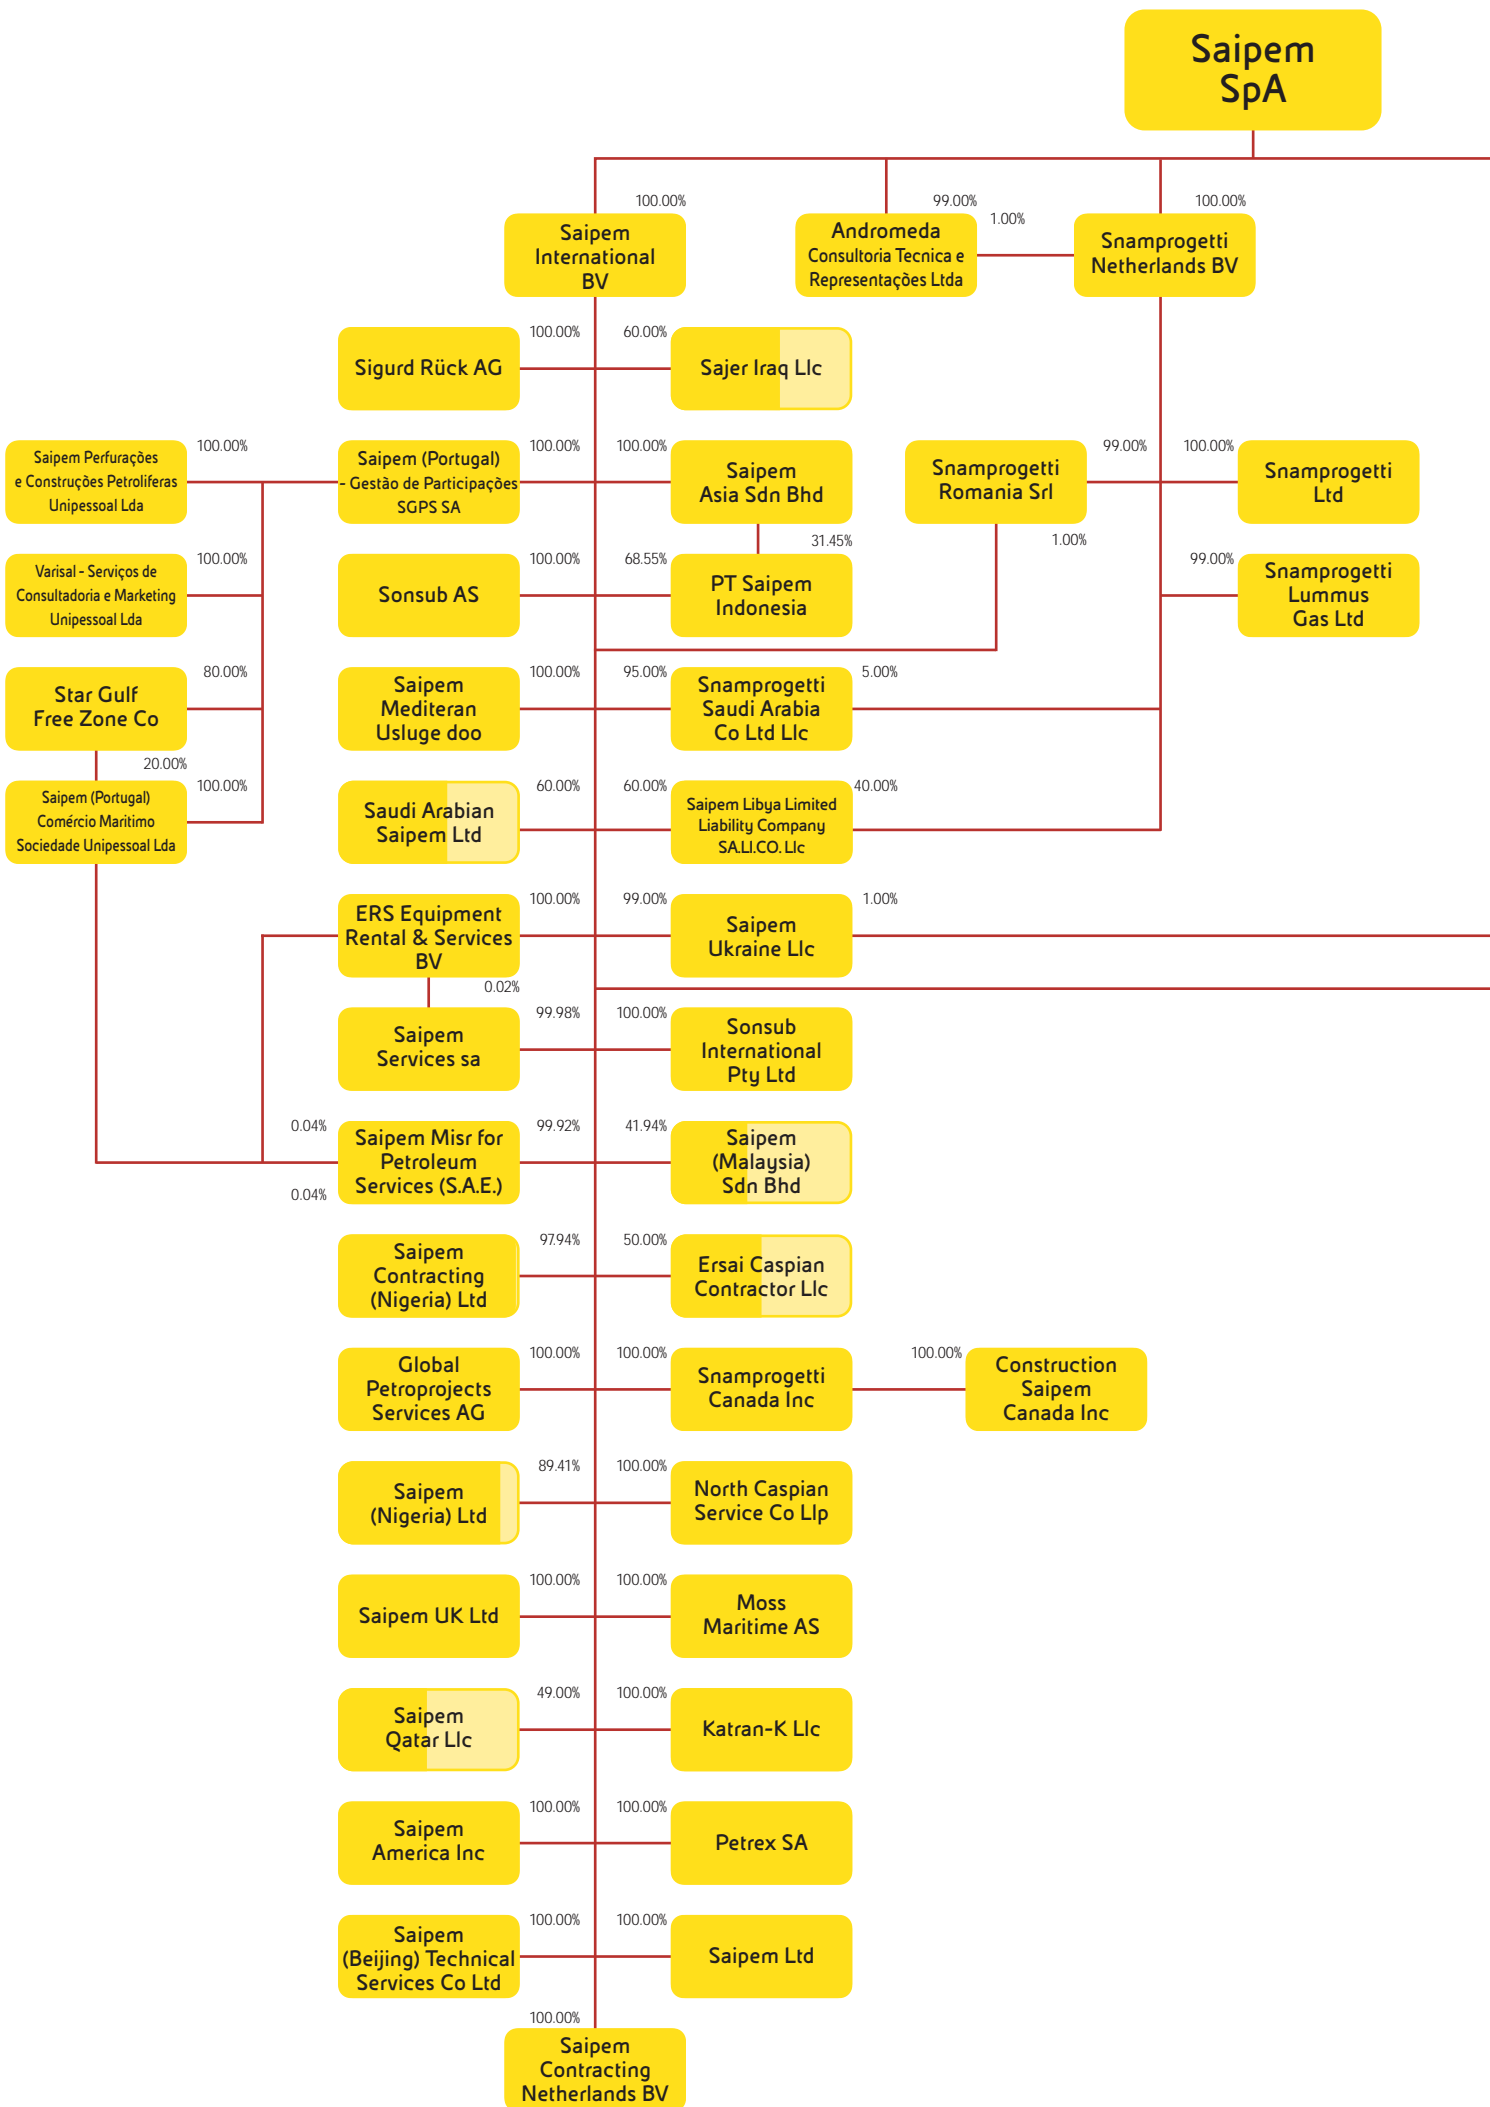 Saipem
SpA
100.00%
99.00%
1.00%
100.00%
Saipem
International
BV
Andromeda
Consultoria Tecnica e
Representações Ltda
Snamprogetti
Netherlands BV
100.00%
60.00%
Sigurd Rück AG
Sajer Iraq Llc
100.00%
100.00%
100.00%
99.00%
100.00%
Saipem Perfurações
e Construções Petroliferas
Unipessoal Lda
Saipem (Portugal)
- Gestão de Participações
SGPS SA
Saipem
Asia Sdn Bhd
Snamprogetti
Romania Srl
Snamprogetti
Ltd
31.45%
1.00%
100.00%
100.00%
68.55%
99.00%
Varisal - Serviços de
Consultadoria e Marketing
Unipessoal Lda
Sonsub AS
PT Saipem
Indonesia
Snamprogetti
Lummus
Gas Ltd
80.00%
100.00%
95.00%
5.00%
Star Gulf
Free Zone Co
Saipem
Mediteran
Usluge doo
Snamprogetti
Saudi Arabia
Co Ltd Llc
20.00%
100.00%
60.00%
60.00%
40.00%
Saipem (Portugal)
Comércio Maritimo
Sociedade Unipessoal Lda
Saudi Arabian
Saipem Ltd
Saipem Libya Limited
Liability Company
SA.LI.CO. Llc
100.00%
99.00%
1.00%
ERS Equipment
Rental & Services
BV
Saipem
Ukraine Llc
0.02%
99.98%
100.00%
Saipem
Services sa
Sonsub
International
Pty Ltd
0.04%
99.92%
41.94%
Saipem Misr for
Petroleum
Services (S.A.E.)
Saipem
(Malaysia)
Sdn Bhd
0.04%
97.94%
50.00%
Saipem
Contracting
(Nigeria) Ltd
Ersai Caspian
Contractor Llc
100.00%
100.00%
100.00%
Global
Petroprojects
Services AG
Snamprogetti
Canada Inc
Construction
Saipem
Canada Inc
89.41%
100.00%
Saipem
(Nigeria) Ltd
North Caspian
Service Co Llp
100.00%
100.00%
Saipem UK Ltd
Moss
Maritime AS
49.00%
100.00%
Saipem
Qatar Llc
Katran-K Llc
100.00%
100.00%
Saipem
America Inc
Petrex SA
100.00%
100.00%
Saipem
(Beijing) Technical
Services Co Ltd
Saipem Ltd
100.00%
Saipem
Contracting
Netherlands BV